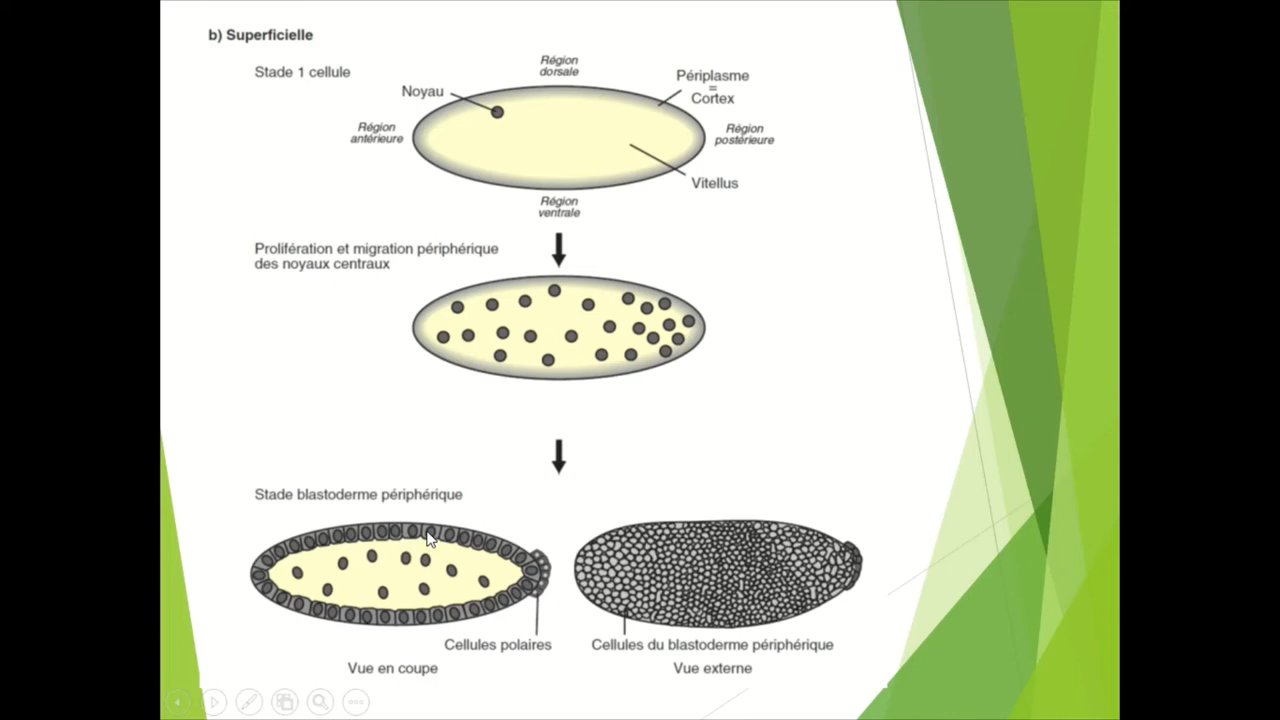 b) Superficielle
Stade 1 cellule
Région
dorsale
Noyau
Périplasme
=
Cortex
Région
antérieure
Région
postérieure
Vitellus
Région
ventrale
Prolifération et migration périphérique
des noyaux centraux
Stade blastoderme périphérique
Cellules polaires
Cellules du blastoderme périphérique
Vue en coupe
Vue externe